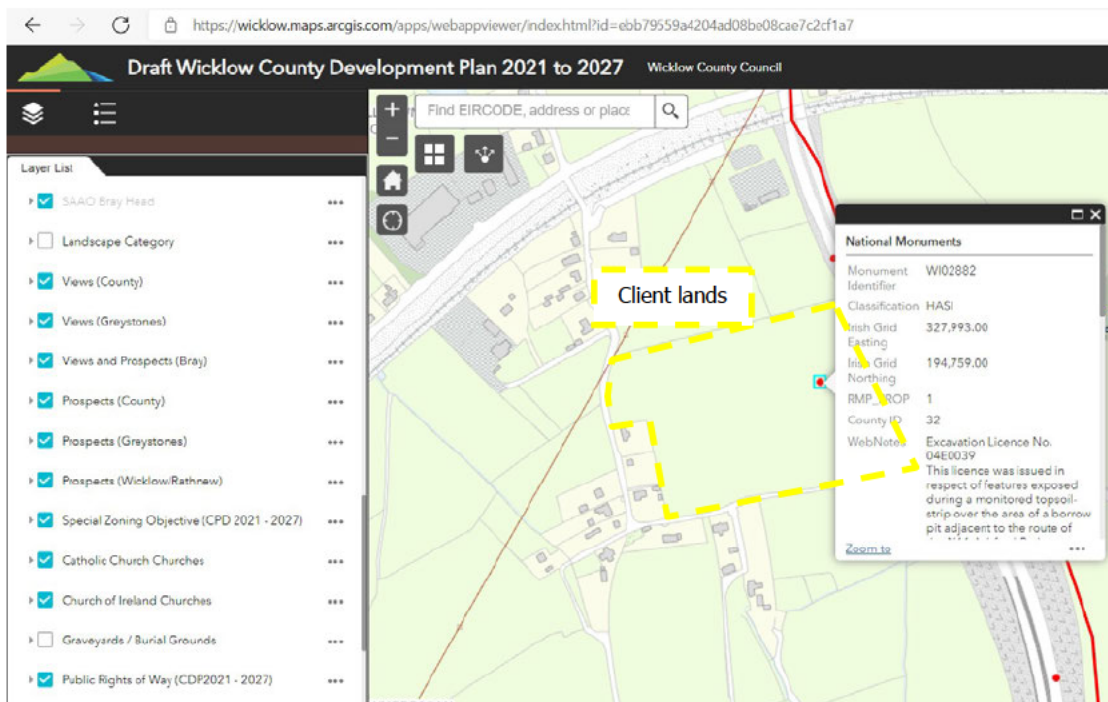 https://wicklow.maps.arcgis.com/apps/webappviewer/index.html?id=ebb79559a4204ad08be08cae7c2cf1a7
Draft Wicklow County Development Plan 2021 to 2027 Wicklow County Council
Find EIRCODE, address or place
Layer List
SAAO Bray Head
Landscape Category
Views (County)
Views (Greystones)
Views and Prospects (Bray)
Prospects (County)
Prospects (Greystones)
Prospects (Wicklow/Rathnew)
Special Zoning Objective (CPD 2021 - 2027)
Catholic Church Churches
Church of Ireland Churches
Graveyards / Burial Grounds
Public Rights of Way (CDP2021 - 2027)
Client lands
National Monuments
Monument Identifier WI02882
Classification HASI
Irish Grid Easting 327,993.00
Irish Grid Northing 194,759.00
RMP_PROP 1
County ID 32
WebNotes Excavation Licence No.
04E0039
This licence was issued in
respect of features exposed
during a monitored topsoil-
strip over the area of a borrow
pit adjacent to the route of
Zoom to